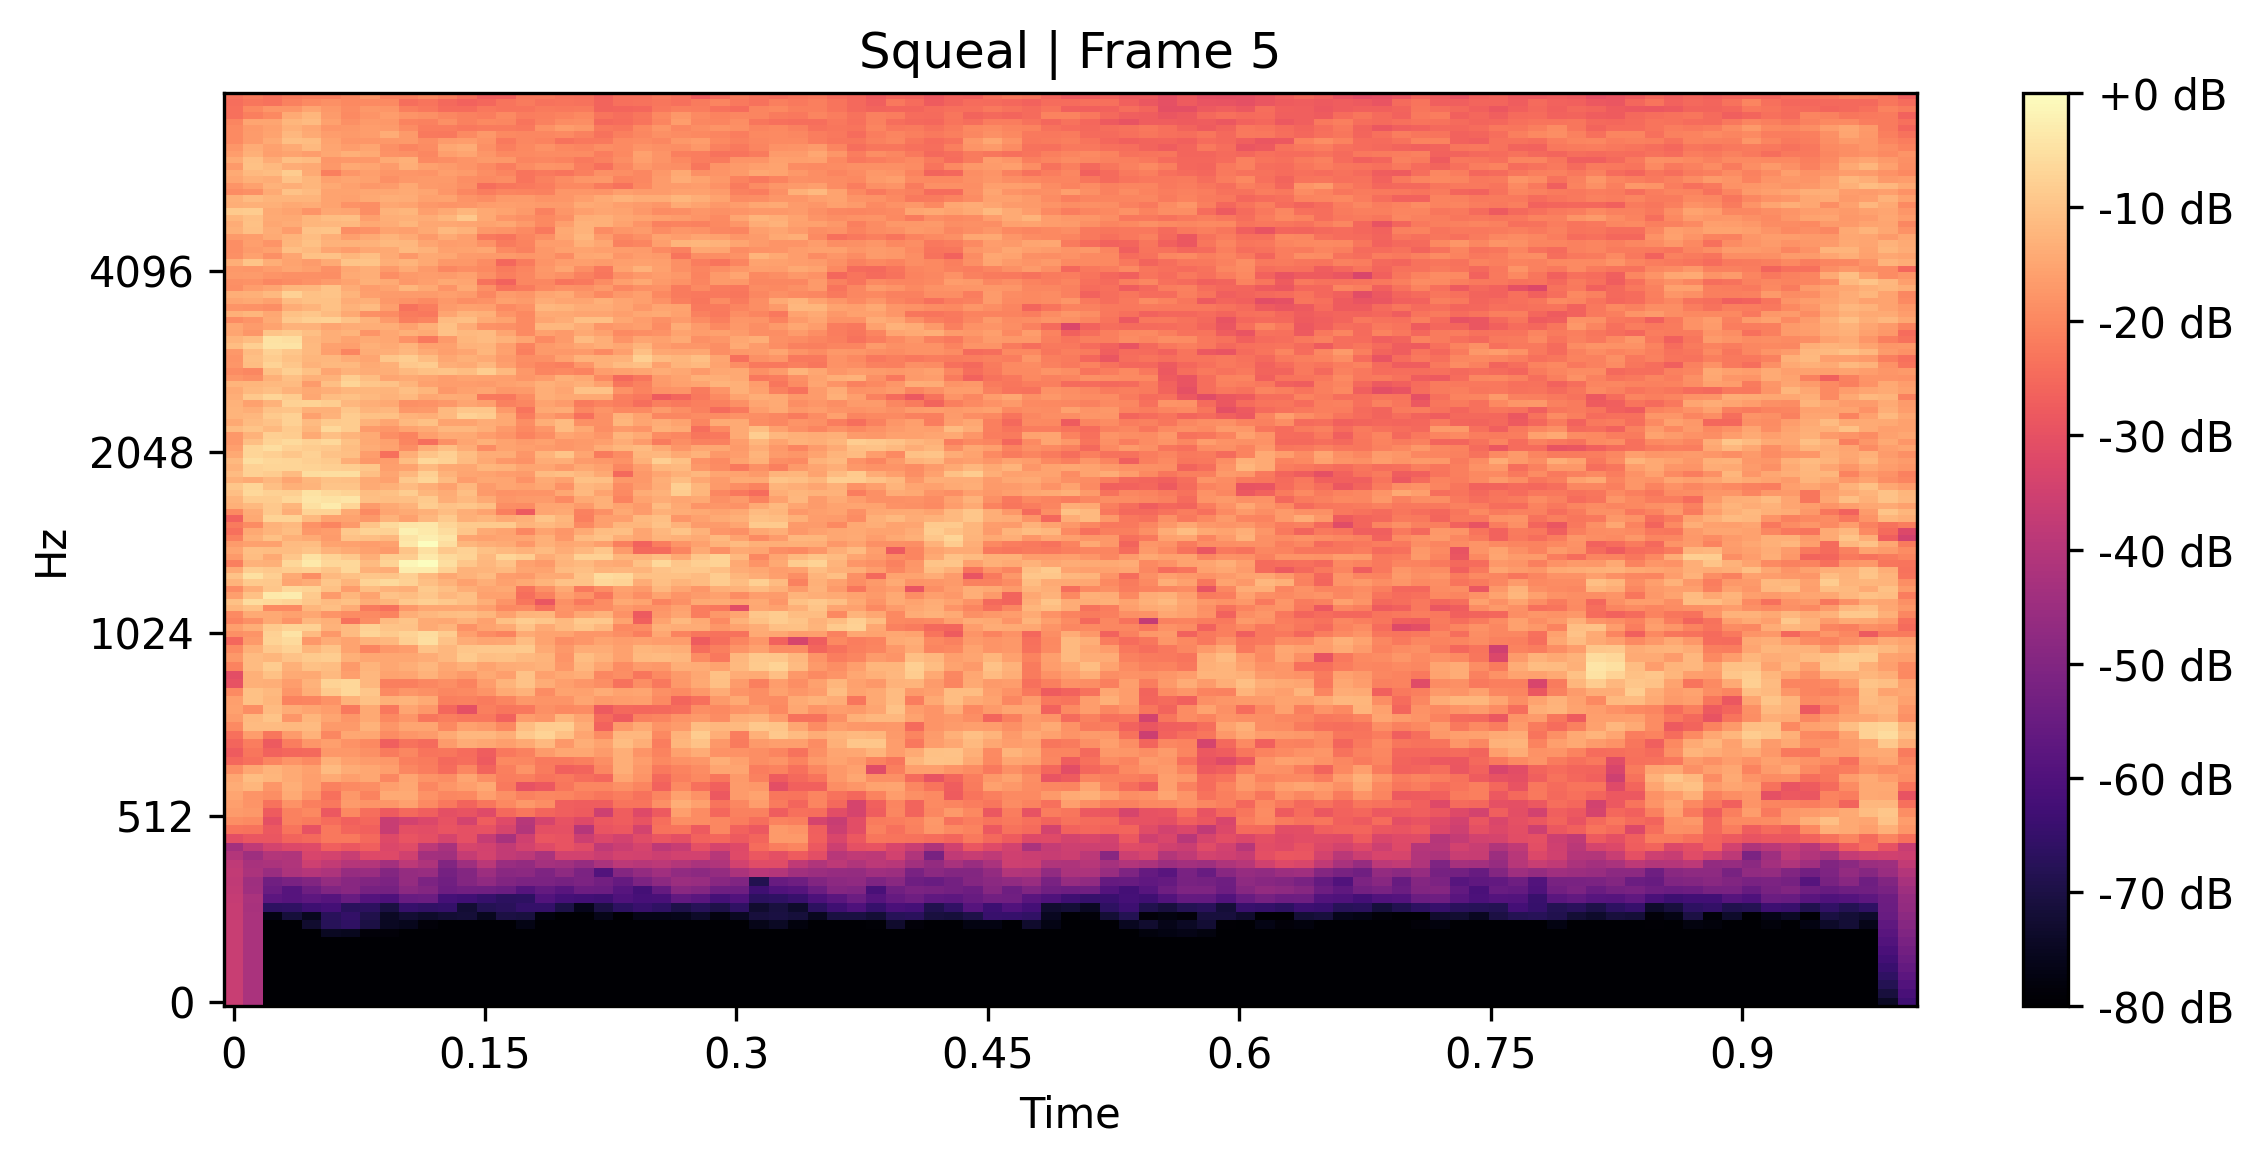 Squeal | Frame 5
Hz
4096
2048
1024
512
0
0 0.15 0.3 0.45 0.6 0.75 0.9
Time
+0 dB
-10 dB
-20 dB
-30 dB
-40 dB
-50 dB
-60 dB
-70 dB
-80 dB